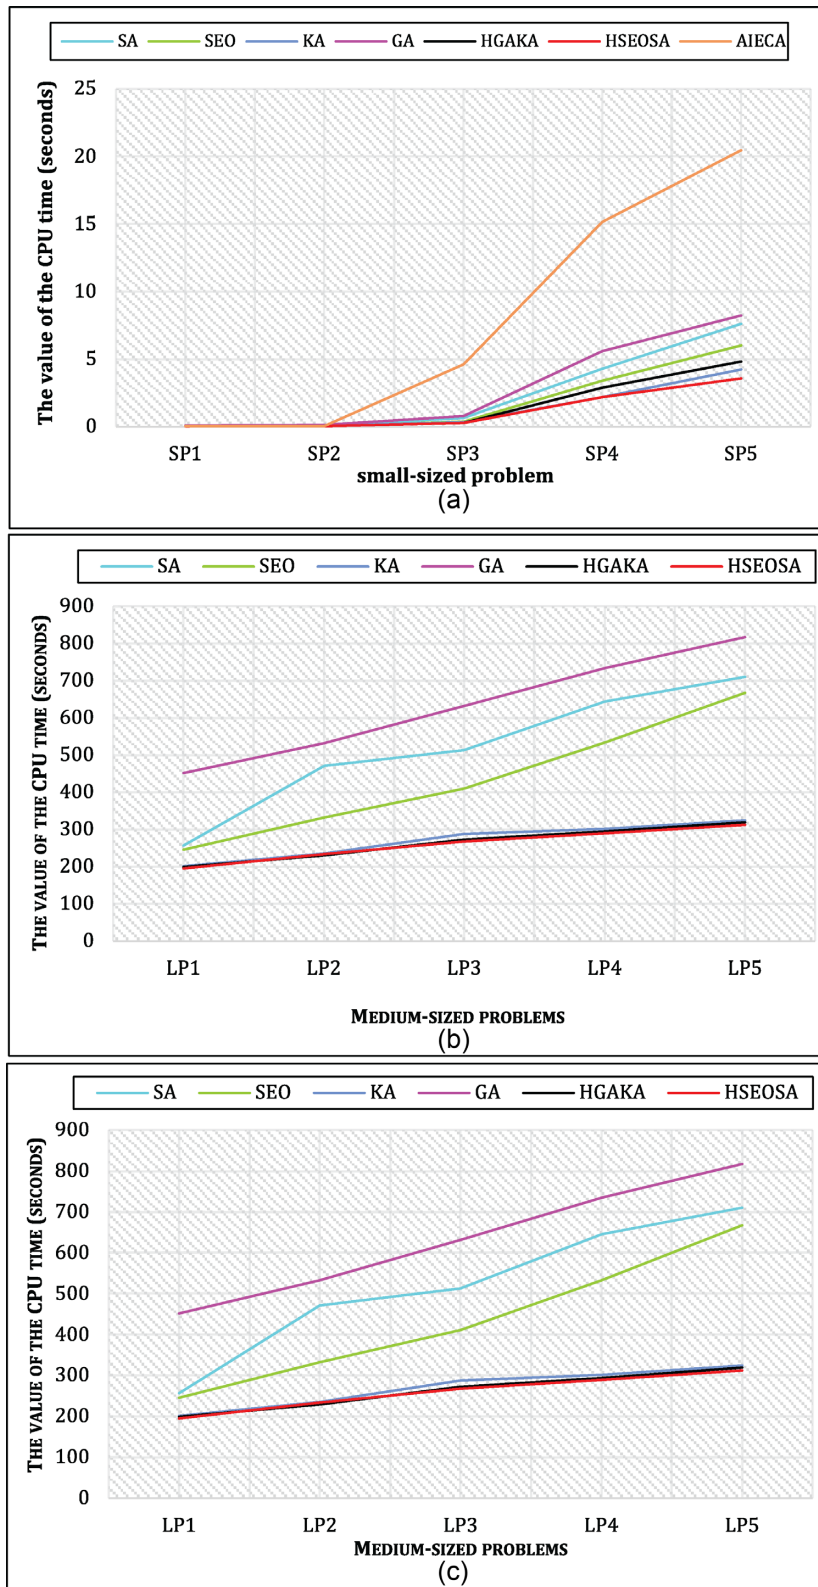 SA SEO KA GA HGAKA HSEOSA AIECA
The value of the CPU time (seconds)
25
20
15
10
5
0
SP1 SP2 SP3 SP4 SP5
small-sized problem
(a)
SA SEO KA GA HGAKA HSEOSA
THE VALUE OF THE CPU TIME (SECONDS)
900
800
700
600
500
400
300
200
100
0
LP1 LP2 LP3 LP4 LP5
MEDIUM-SIZED PROBLEMS
(b)
SA SEO KA GA HGAKA HSEOSA
THE VALUE OF THE CPU TIME (SECONDS)
900
800
700
600
500
400
300
200
100
0
LP1 LP2 LP3 LP4 LP5
MEDIUM-SIZED PROBLEMS
(c)